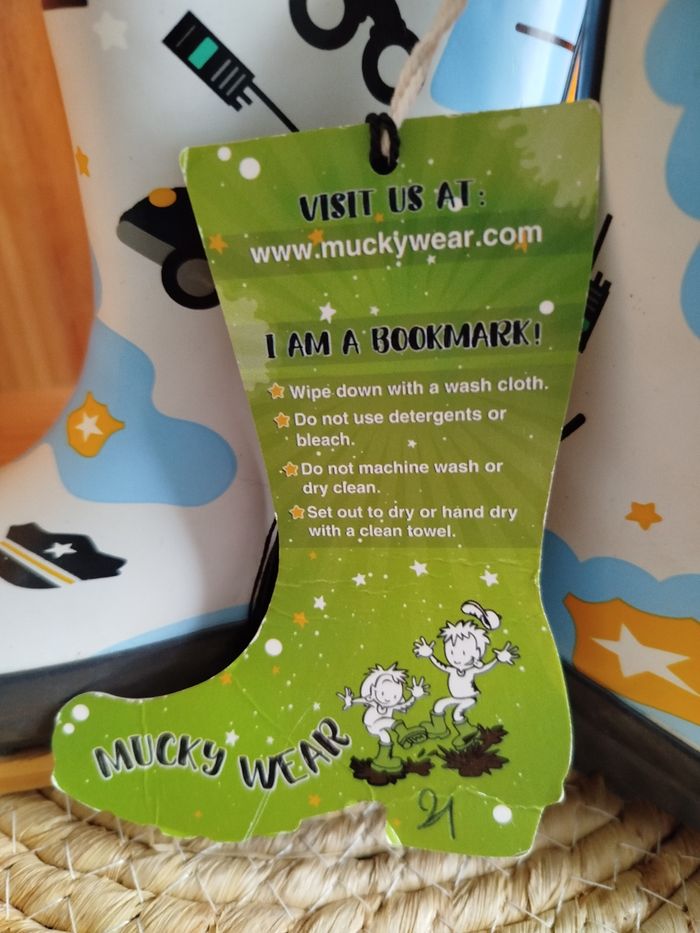 VISIT US AT:
www.muckywear.com
I AM A BOOKMARK!
Wipe down with a wash cloth.
Do not use detergents or
bleach.
Do not machine wash or
dry clean.
Set out to dry or hand dry
with a clean towel.
MUCKY WEAR
21